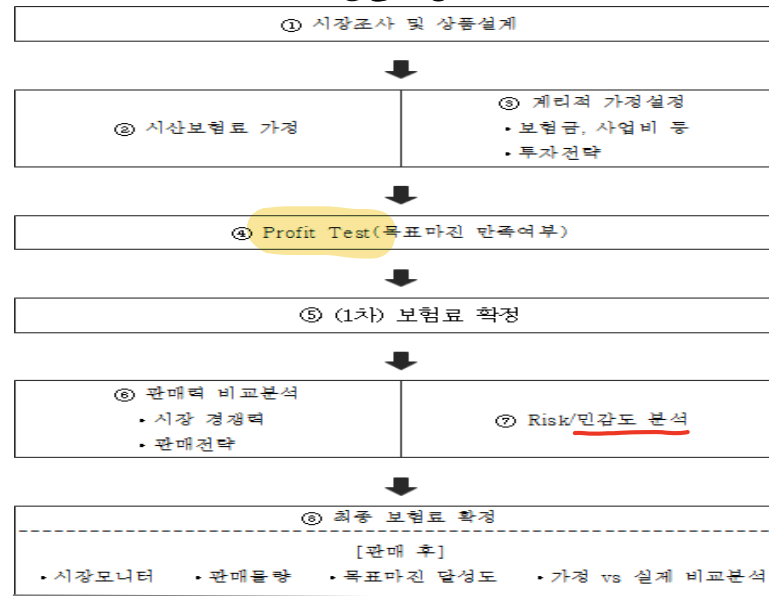 ① 시장조사 및 상품설계
② 시산보험료 가정
③ 계리적 가정설정
• 보험금, 사업비 등
• 투자전략
④ Profit Test(목표마진 만족여부)
⑤ (1차) 보험료 확정
⑥ 판매력 비교분석
• 시장 경쟁력
• 판매전략
⑦ Risk/민감도 분석
⑧ 최종 보험료 확정
[판매 후]
• 시장모니터 • 판매물량 • 목표마진 달성도 • 가정 vs 실제 비교분석